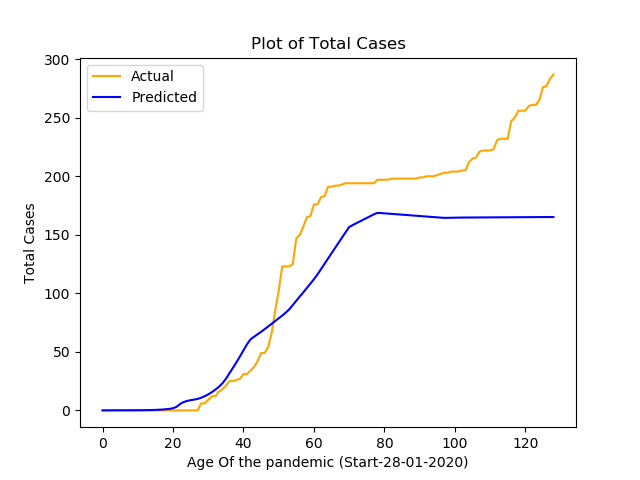 Plot of Total Cases
Actual
Predicted
300
250
200
150
100
50
0
Total Cases
0 20 40 60 80 100 120
Age Of the pandemic (Start-28-01-2020)